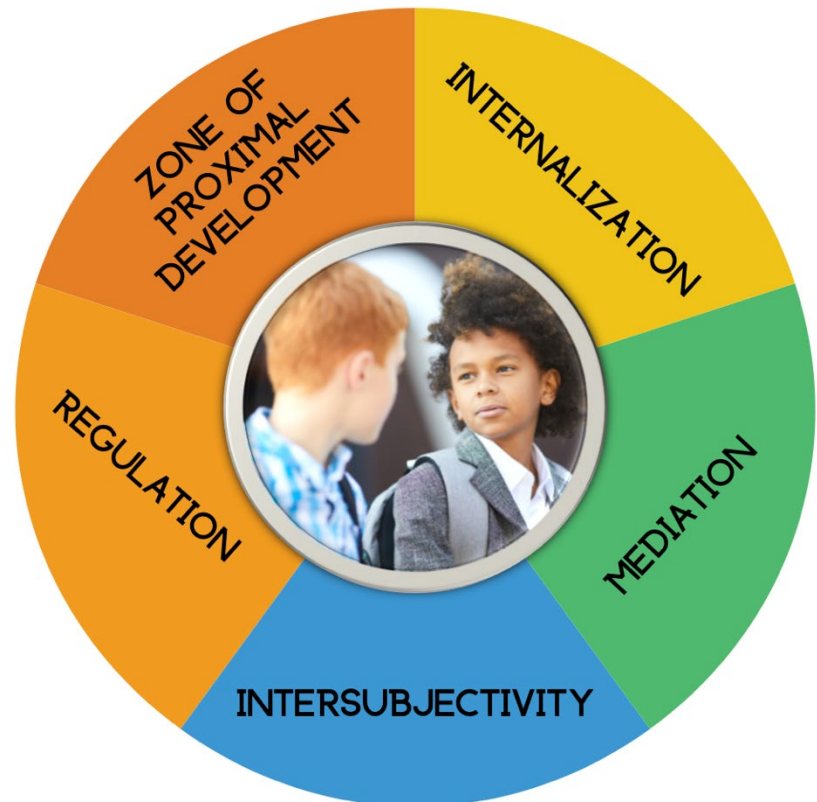 ZONE OF
PROXIMAL
DEVELOPMENT
INTERNALIZATION
MEDIATION
INTERSUBJECTIVITY
REGULATION